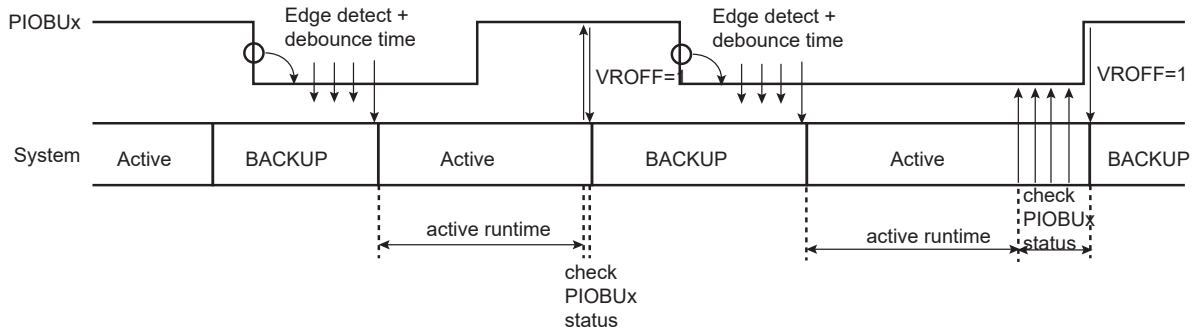 PIOBUx
Edge detect +
debounce time
VROFF=1
Edge detect +
debounce time
VROFF=1
System
Active
BACKUP
Active
BACKUP
Active
BACKUP
active runtime
check
PIOBUx
status
active runtime
check
PIOBUx
status